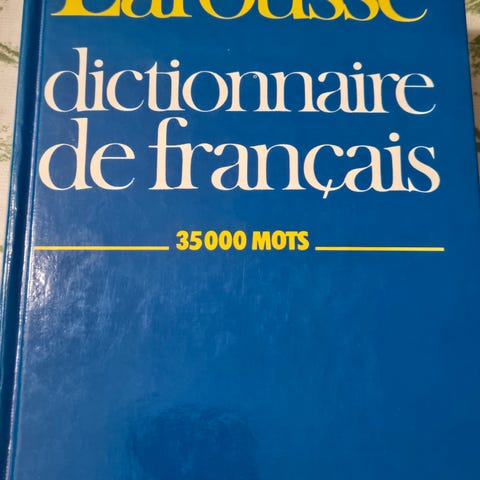 Larousse
dictionnaire
de français
35000 MOTS